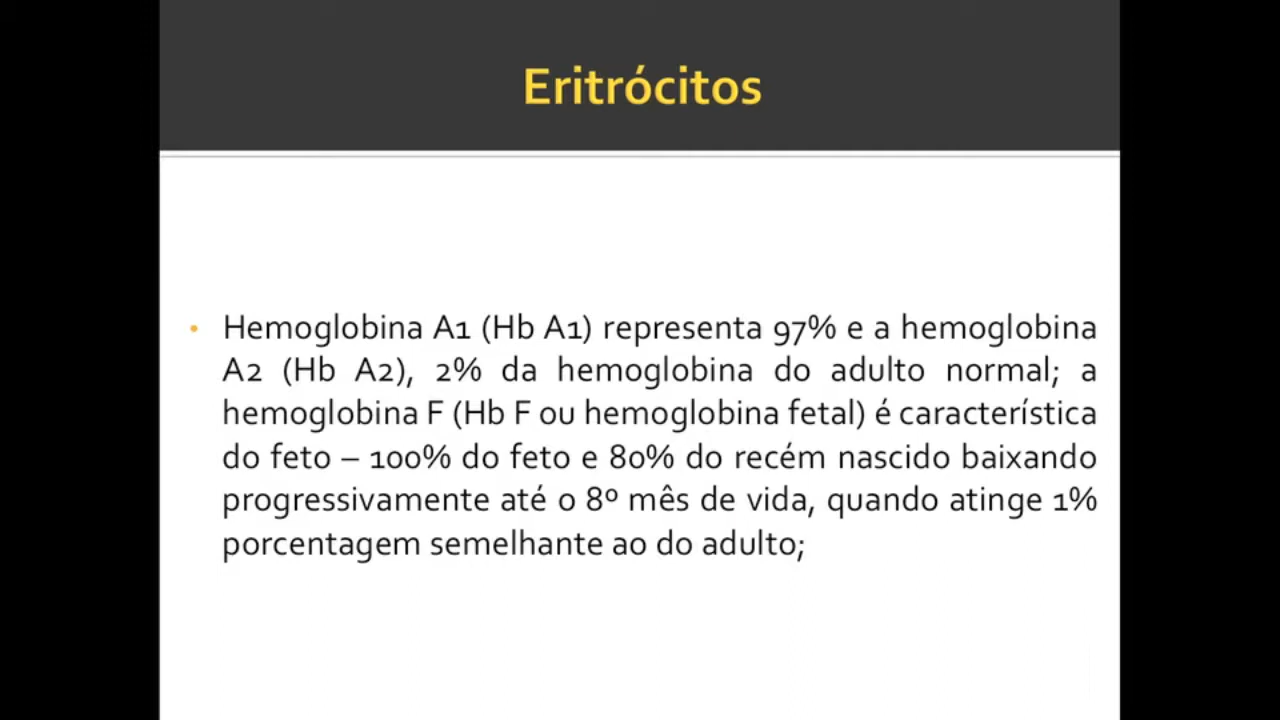 Eritrócitos
• Hemoglobina A1 (Hb A1) representa 97% e a hemoglobina
A2 (Hb A2), 2% da hemoglobina do adulto normal; a
hemoglobina F (Hb F ou hemoglobina fetal) é característica
do feto – 100% do feto e 80% do recém nascido baixando
progressivamente até o 8º mês de vida, quando atinge 1%
porcentagem semelhante ao do adulto;